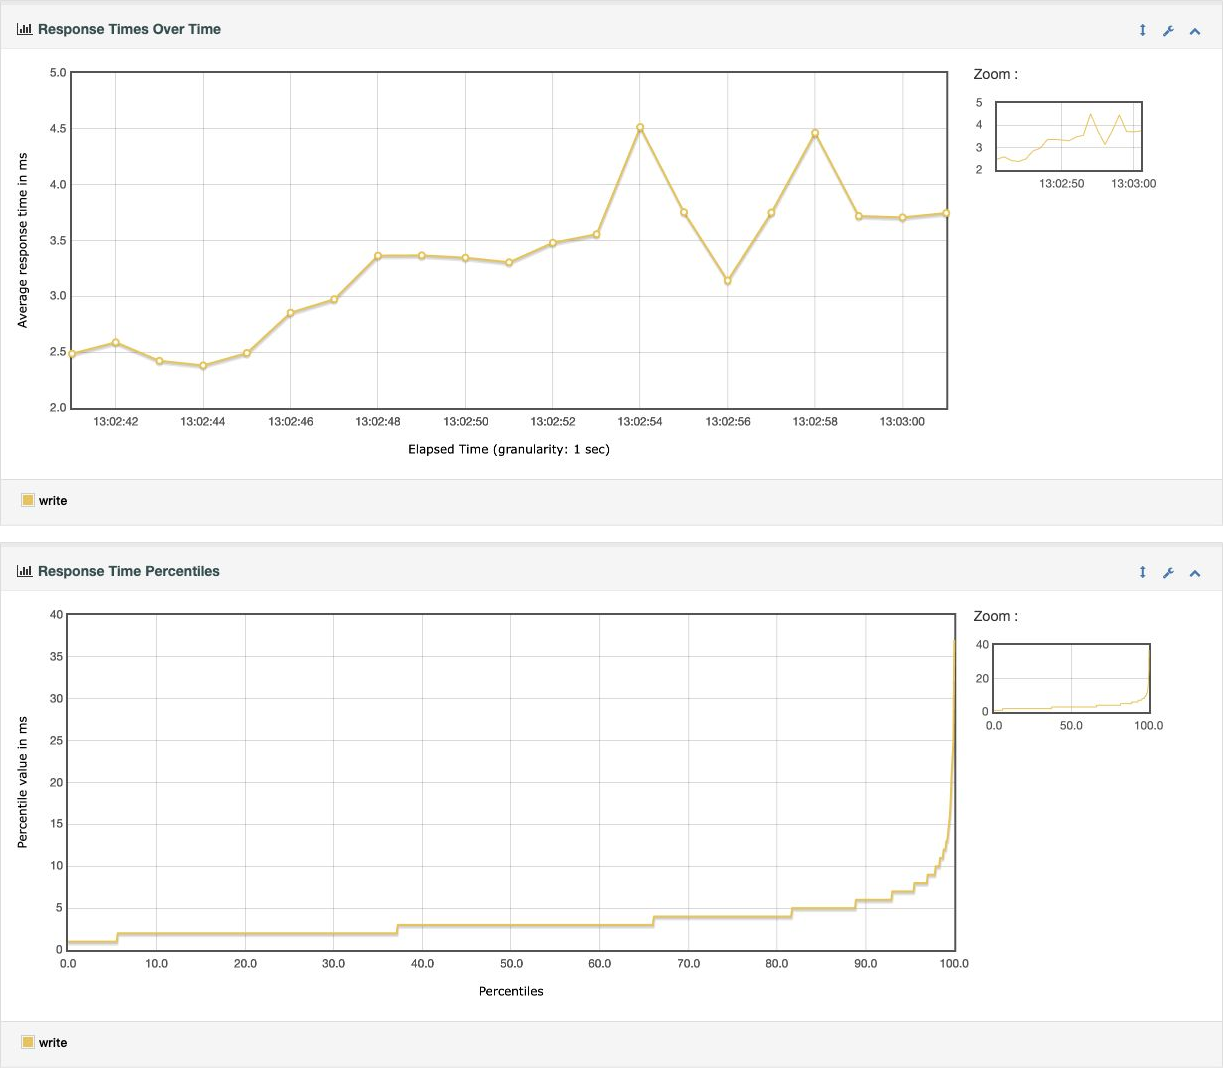 Response Times Over Time
Zoom :
5.0
4.5
4.0
3.5
3.0
2.5
2.0
Average response time in ms
13:02:42 13:02:44 13:02:46 13:02:48 13:02:50 13:02:52 13:02:54 13:02:56 13:02:58 13:03:00
Elapsed Time (granularity: 1 sec)
5
4
3
2
13:02:50 13:03:00
write
Response Time Percentiles
Zoom :
40
35
30
25
20
15
10
5
0
Percentile value in ms
0.0 10.0 20.0 30.0 40.0 50.0 60.0 70.0 80.0 90.0 100.0
Percentiles
40
20
0
0.0 50.0 100.0
write